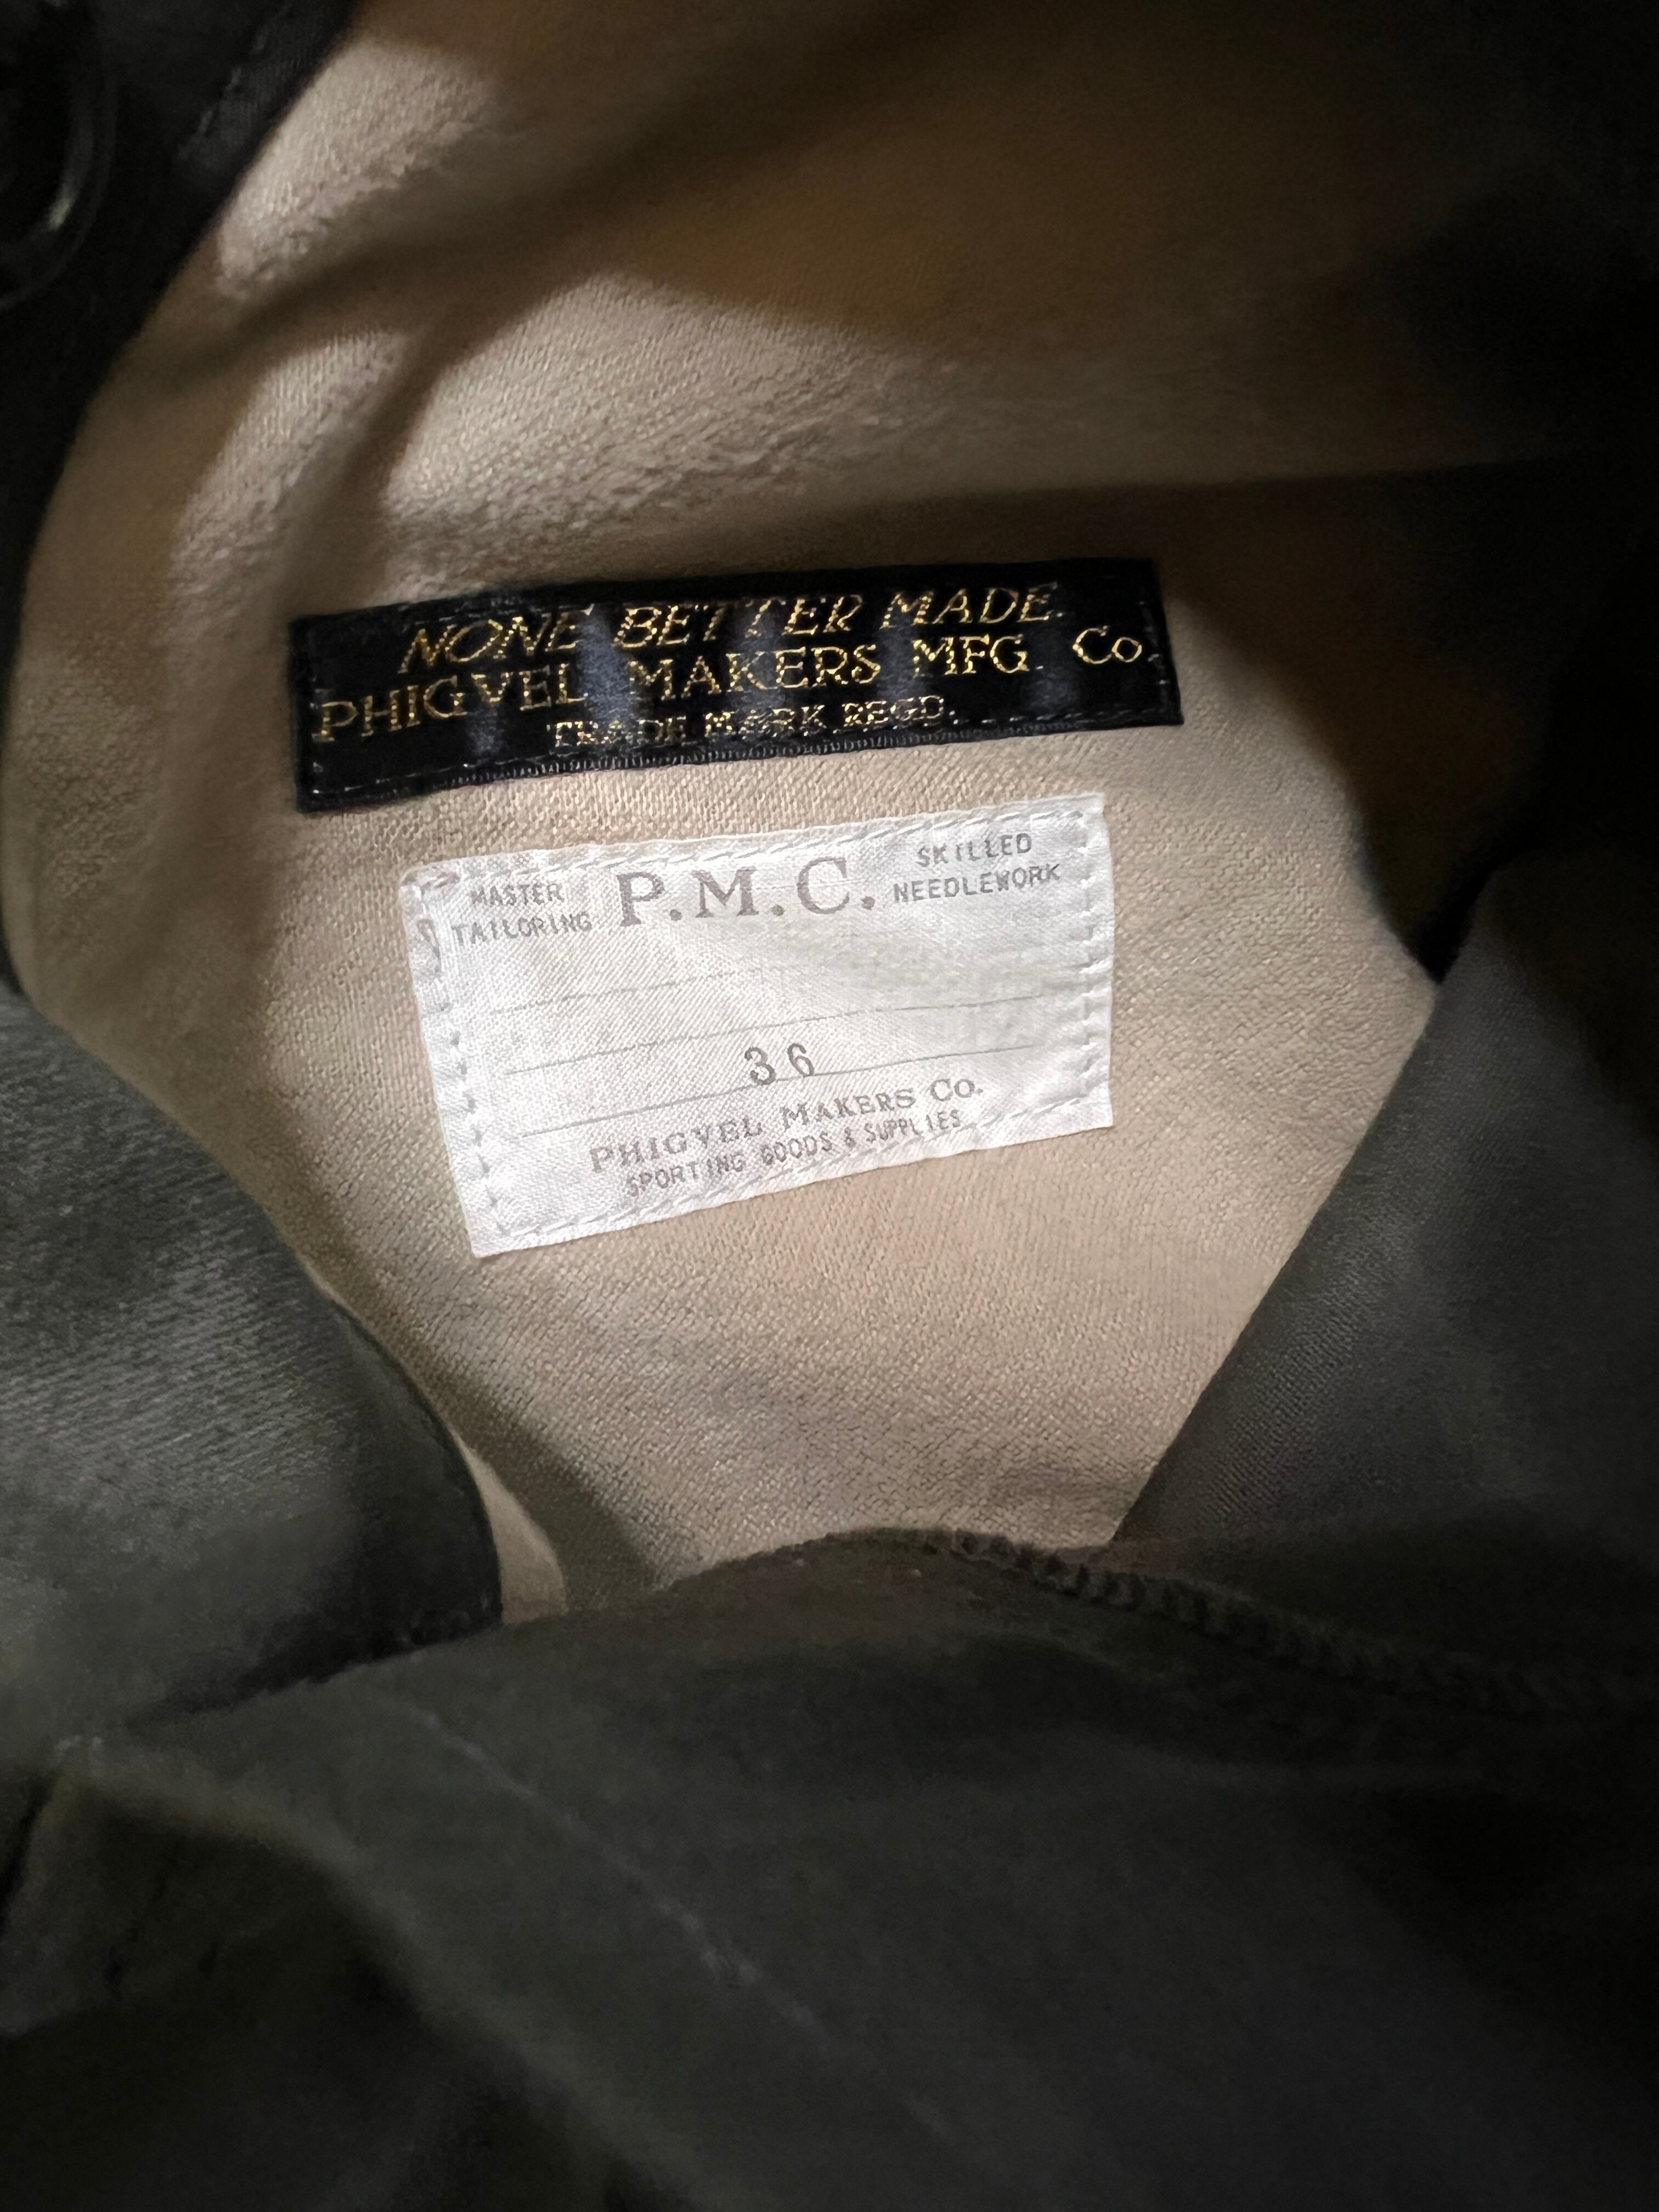 NONE BETTER MADE.
PHIGVEL MAKERS MFG. Co.
TRADE MARK REGD.
MASTER TAILORING
P.M.C.
SKILLED NEEDLEWORK
36
PHIGVEL MAKERS Co.
SPORTING GOODS & SUPPLIES